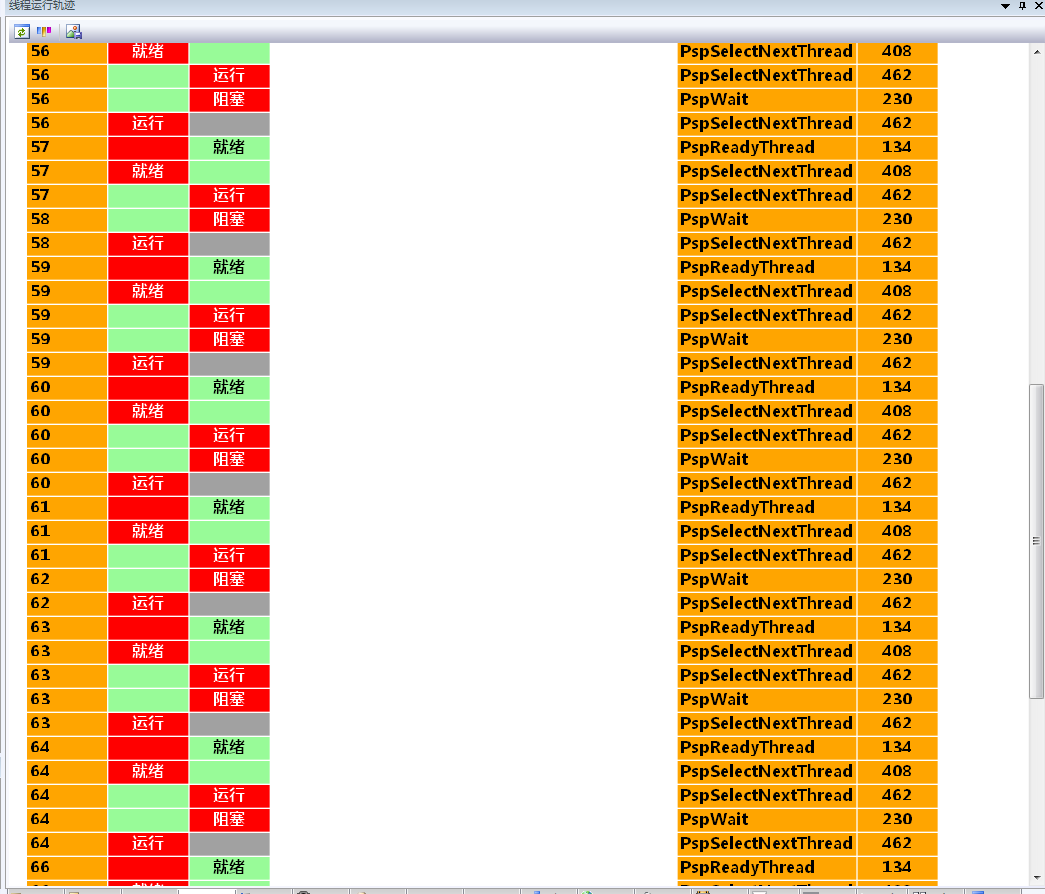 线程运行轨迹
56 就绪 PspSelectNextThread 408
56 运行 PspSelectNextThread 462
56 阻塞 PspWait 230
56 运行 PspSelectNextThread 462
57 就绪 PspReadyThread 134
57 就绪 PspSelectNextThread 408
57 运行 PspSelectNextThread 462
58 阻塞 PspWait 230
58 运行 PspSelectNextThread 462
59 就绪 PspReadyThread 134
59 就绪 PspSelectNextThread 408
59 运行 PspSelectNextThread 462
59 阻塞 PspWait 230
59 运行 PspSelectNextThread 462
60 就绪 PspReadyThread 134
60 就绪 PspSelectNextThread 408
60 运行 PspSelectNextThread 462
60 阻塞 PspWait 230
60 运行 PspSelectNextThread 462
61 就绪 PspReadyThread 134
61 就绪 PspSelectNextThread 408
61 运行 PspSelectNextThread 462
62 阻塞 PspWait 230
62 运行 PspSelectNextThread 462
63 就绪 PspReadyThread 134
63 就绪 PspSelectNextThread 408
63 运行 PspSelectNextThread 462
63 阻塞 PspWait 230
63 运行 PspSelectNextThread 462
64 就绪 PspReadyThread 134
64 就绪 PspSelectNextThread 408
64 运行 PspSelectNextThread 462
64 阻塞 PspWait 230
64 运行 PspSelectNextThread 462
66 就绪 PspReadyThread 134